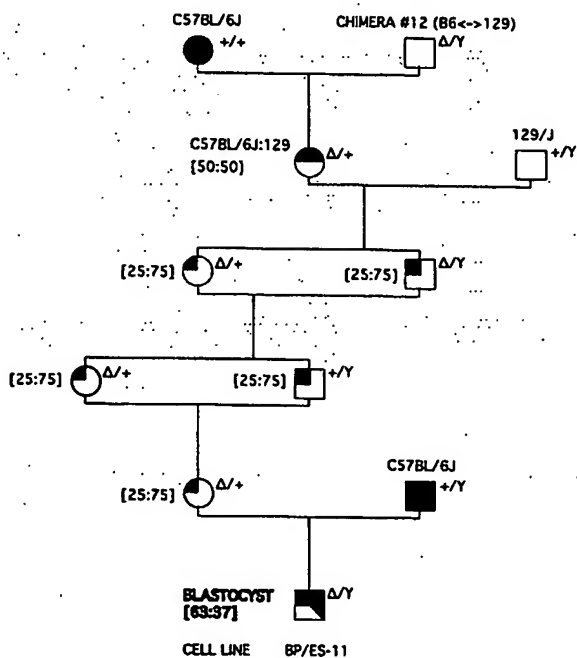 C57BL/6J
+/+
CHIMERA #12 (B6<->129)
Δ/Y
C57BL/6J:129
[50:50]
Δ/+
129/J
+/Y
[25:75]
Δ/+
[25:75]
Δ/Y
[25:75]
Δ/+
[25:75]
+/Y
[25:75]
Δ/+
C57BL/6J
+/Y
BLASTOCYST
[63:37]
Δ/Y
CELL LINE BP/ES-11